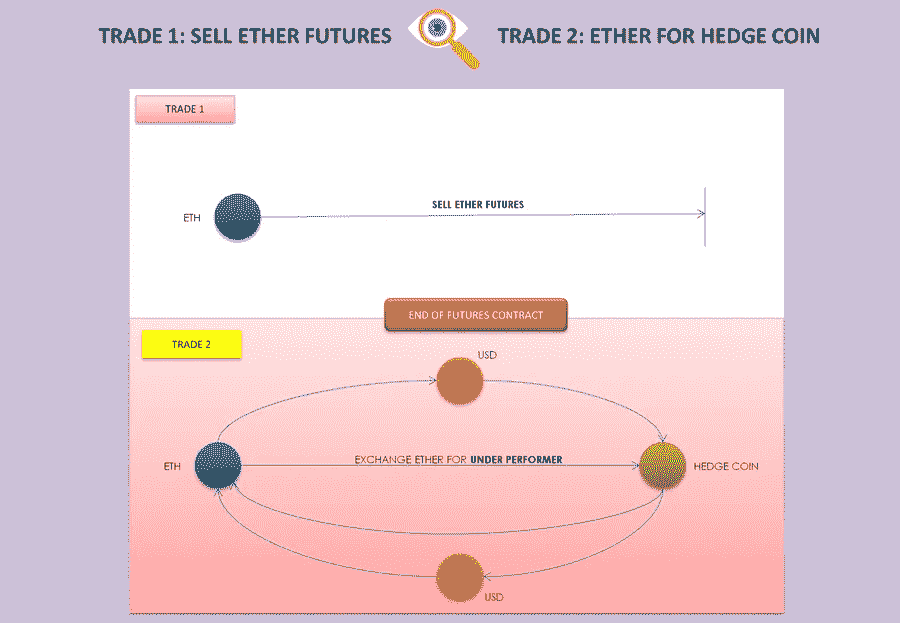 TRADE 1: SELL ETHER FUTURES
TRADE 2: ETHER FOR HEDGE COIN
TRADE 1
SELL ETHER FUTURES
ETH
END OF FUTURES CONTRACT
TRADE 2
USD
ETH
EXCHANGE ETHER FOR UNDER PERFORMER
HEDGE COIN
USD